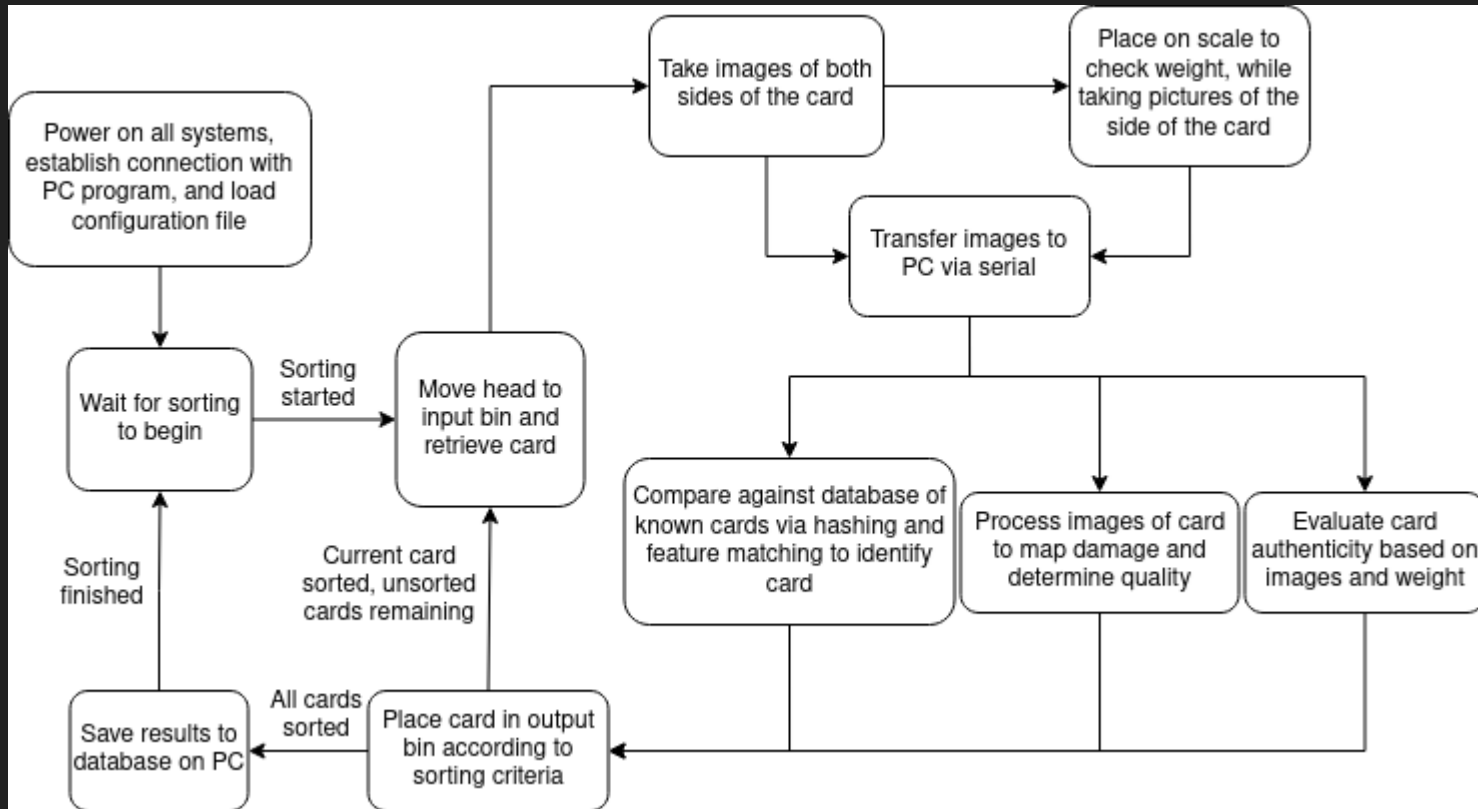 Power on all systems,
establish connection with
PC program, and load
configuration file
Wait for sorting
to begin
Sorting
started
Move head to
input bin and
retrieve card
Take images of both
sides of the card
Place on scale to
check weight, while
taking pictures of the
side of the card
Transfer images to
PC via serial
Compare against database of
known cards via hashing and
feature matching to identify
card
Process images of card
to map damage and
determine quality
Evaluate card
authenticity based on
images and weight
Place card in output
bin according to
sorting criteria
Current card
sorted, unsorted
cards remaining
All cards
sorted
Save results to
database on PC
Sorting
finished